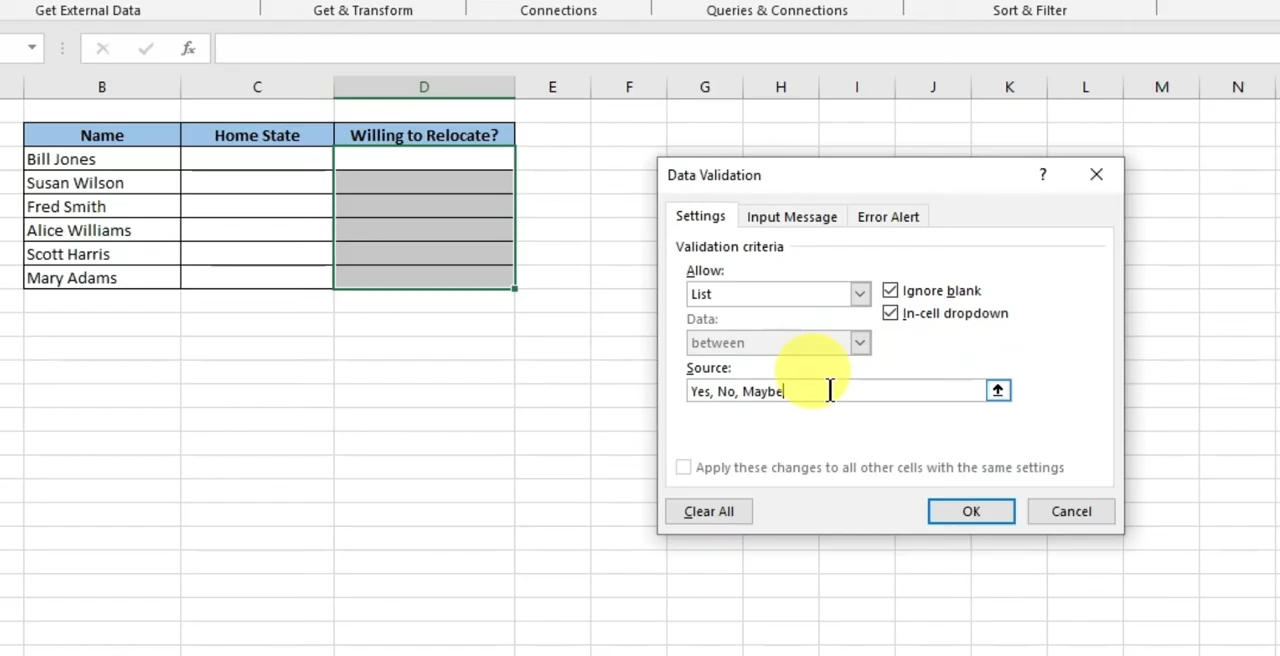 Get External Data Get & Transform Connections Queries & Connections Sort & Filter
fx
B C D E F G H I J K L M N
Name Home State Willing to Relocate?
Bill Jones
Susan Wilson
Fred Smith
Alice Williams
Scott Harris
Mary Adams
Data Validation ?
Settings Input Message Error Alert
Validation criteria
Allow:
List Ignore blank
In-cell dropdown
Data:
between
Source:
Yes, No, Maybe
Apply these changes to all other cells with the same settings
Clear All OK Cancel